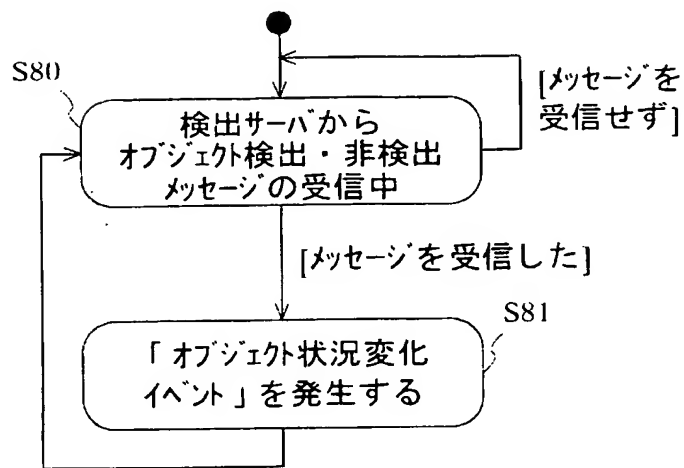 S80
[メッセージを
受信せず]
検出サーバから
オブジェクト検出・非検出
メッセージの受信中
[メッセージを受信した]
S81
「オブジェクト状況変化
イベント」を発生する